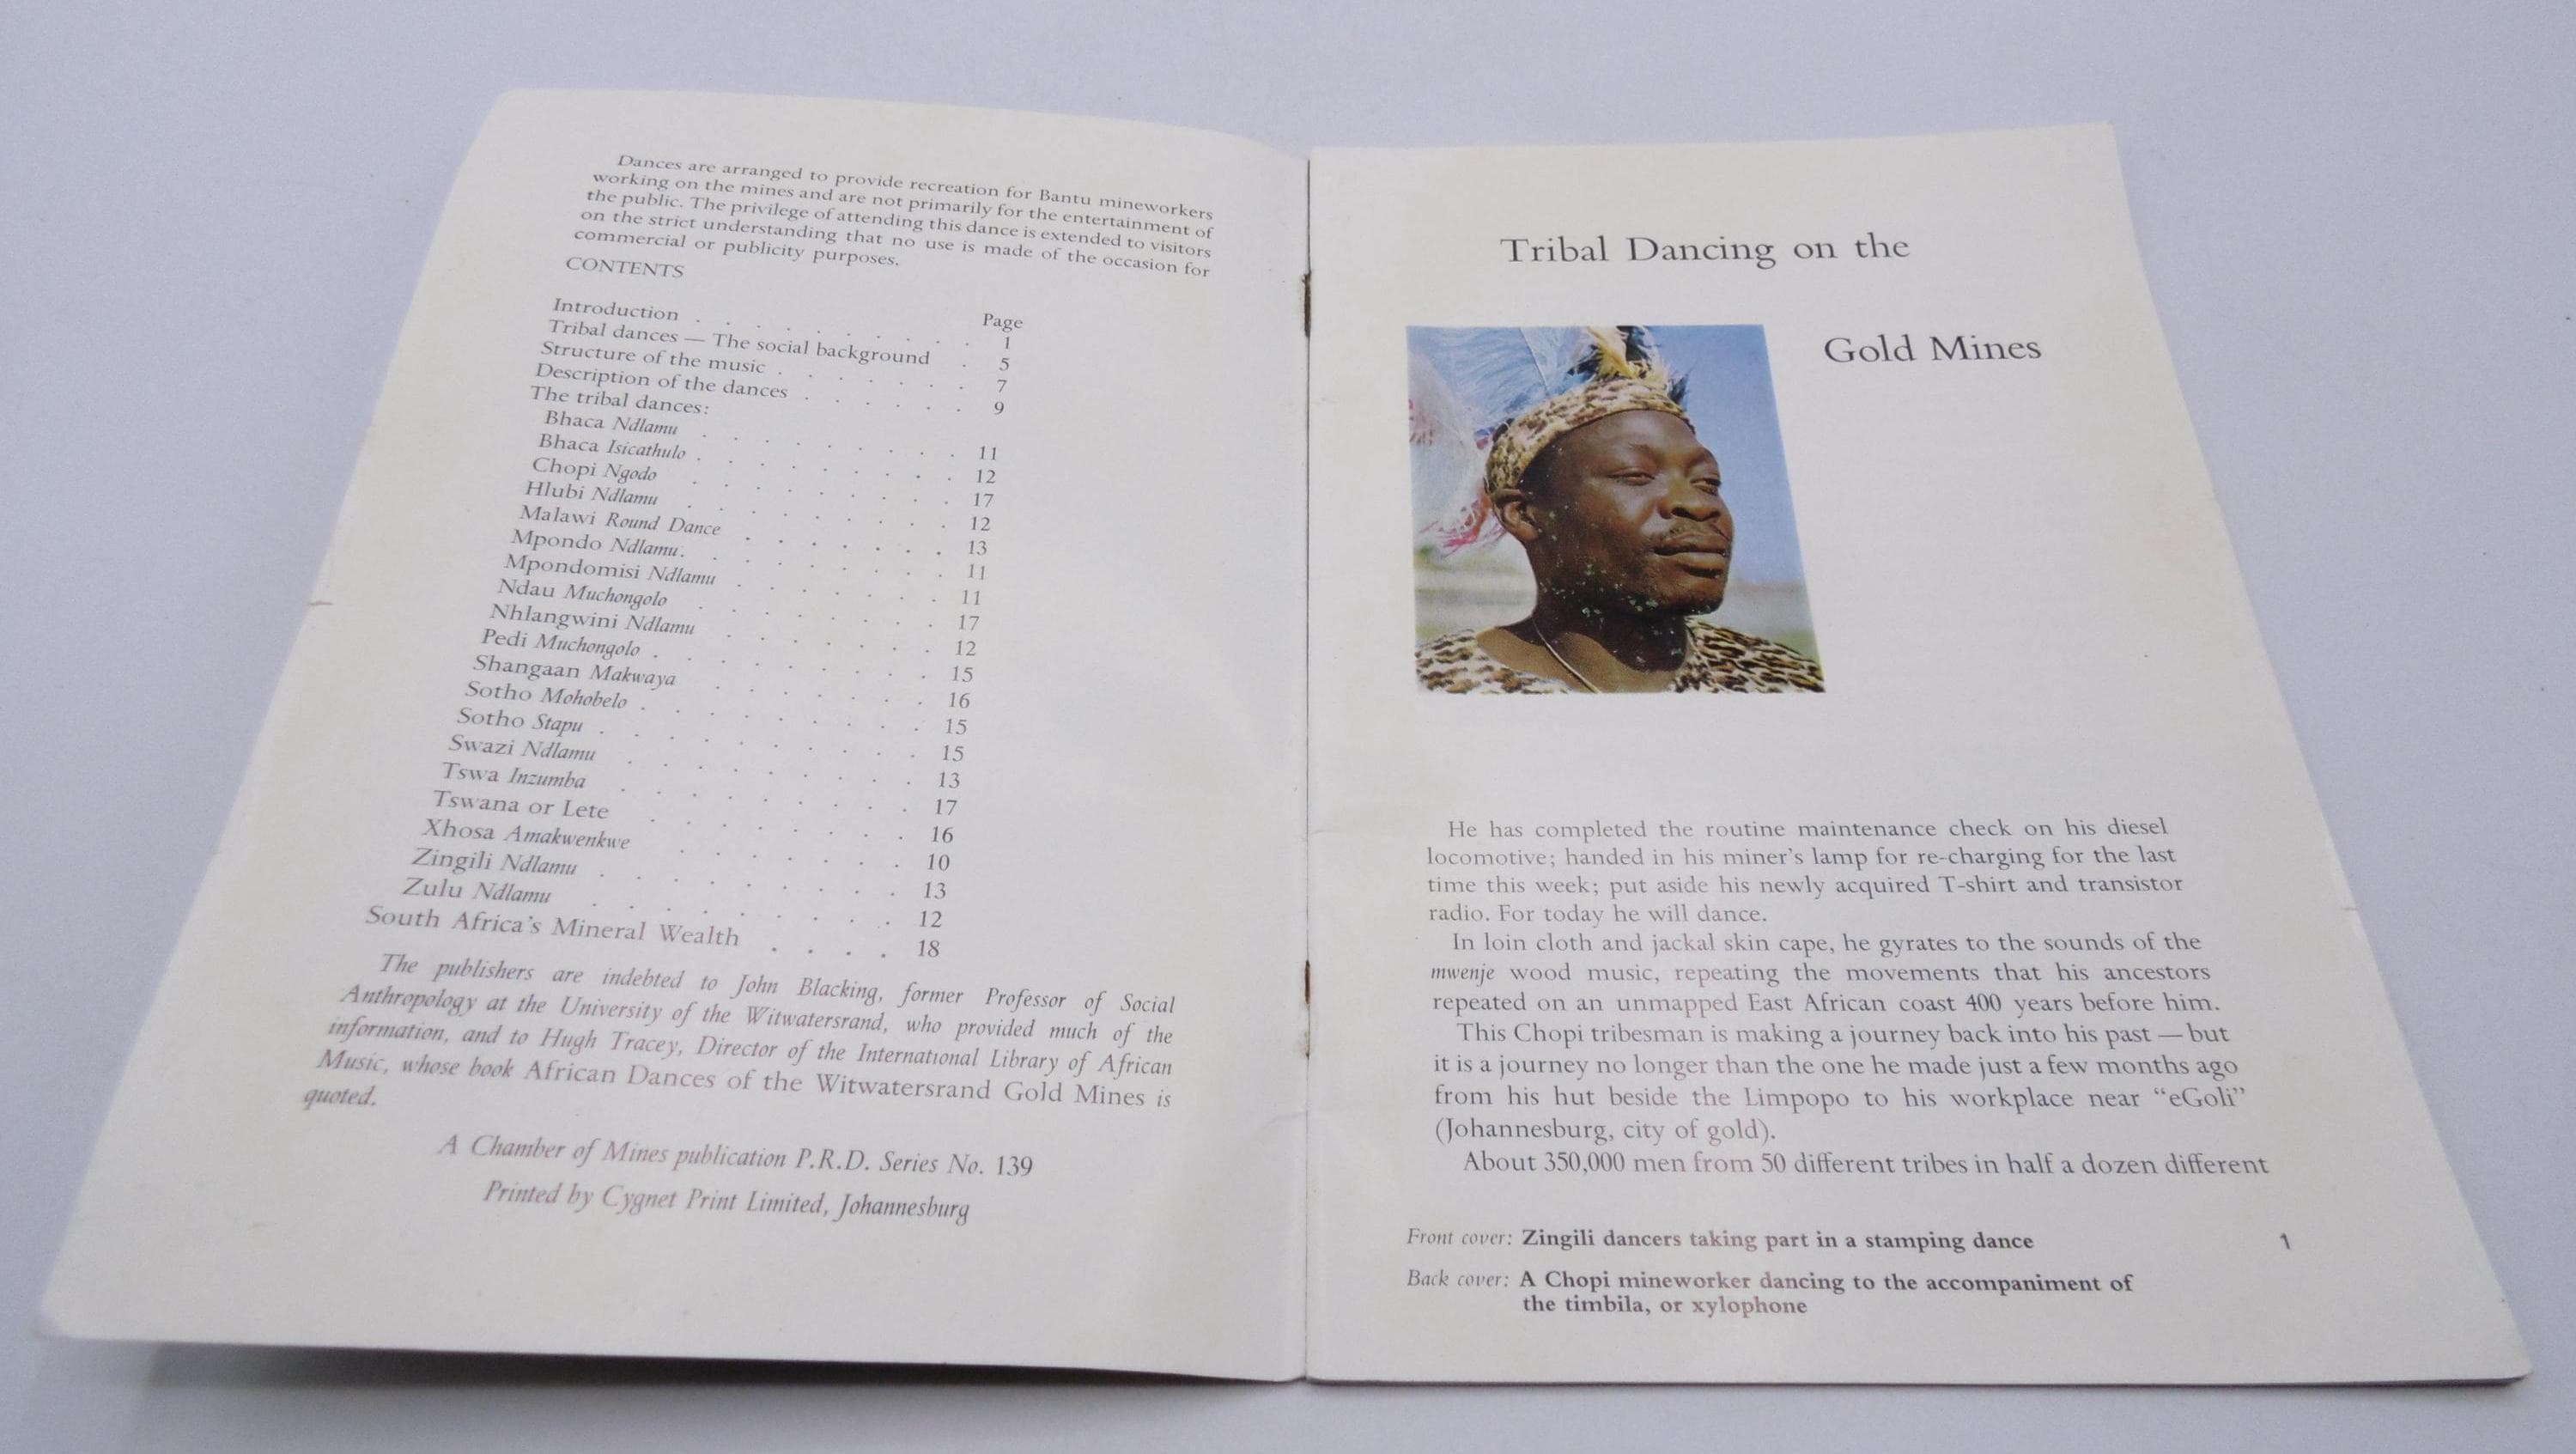 Dances are arranged to provide recreation for Bantu mineworkers
working on the mines and are not primarily for the entertainment of
the public. The privilege of attending this dance is extended to visitors
on the strict understanding that no use is made of the occasion for
commercial or publicity purposes.
CONTENTS
Page
Introduction . . . . . . . . 1
Tribal dances — The social background . 5
Structure of the music . . . . . . . 7
Description of the dances . . . . . . 9
The tribal dances:
Bhaca Ndlamu . . . . . . . . . 11
Bhaca Isicathulo . . . . . . . . . 12
Chopi Ngodo . . . . . . . . . 17
Hlubi Ndlamu . . . . . . . . . 12
Malawi Round Dance . . . . . . . 13
Mpondo Ndlamu . . . . . . . . . 11
Mpondomisi Ndlamu . . . . . . . 11
Ndau Muchongolo . . . . . . . . 17
Nhlangwini Ndlamu . . . . . . . 12
Pedi Muchongolo . . . . . . . . . 15
Shangaan Makwaya . . . . . . . 16
Sotho Mohobelo . . . . . . . . . 15
Sotho Stapu . . . . . . . . . . 15
Swazi Ndlamu . . . . . . . . . 13
Tswa Inzumba . . . . . . . . . 17
Tswana or Lete . . . . . . . . . 16
Xhosa Amakwenkwe . . . . . . . 10
Zingili Ndlamu . . . . . . . . . 13
Zulu Ndlamu . . . . . . . . . 12
South Africa's Mineral Wealth . . . . 18
The publishers are indebted to John Blacking, former Professor of Social
Anthropology at the University of the Witwatersrand, who provided much of the
information, and to Hugh Tracey, Director of the International Library of African
Music, whose book African Dances of the Witwatersrand Gold Mines is
quoted.
A Chamber of Mines publication P.R.D. Series No. 139
Printed by Cygnet Print Limited, Johannesburg
Tribal Dancing on the
Gold Mines
He has completed the routine maintenance check on his diesel
locomotive; handed in his miner's lamp for re-charging for the last
time this week; put aside his newly acquired T-shirt and transistor
radio. For today he will dance.
In loin cloth and jackal skin cape, he gyrates to the sounds of the
mwenje wood music, repeating the movements that his ancestors
repeated on an unmapped East African coast 400 years before him.
This Chopi tribesman is making a journey back into his past — but
it is a journey no longer than the one he made just a few months ago
from his hut beside the Limpopo to his workplace near “eGoli”
(Johannesburg, city of gold).
About 350,000 men from 50 different tribes in half a dozen different
Front cover: Zingili dancers taking part in a stamping dance
1
Back cover: A Chopi mineworker dancing to the accompaniment of
the timbila, or xylophone